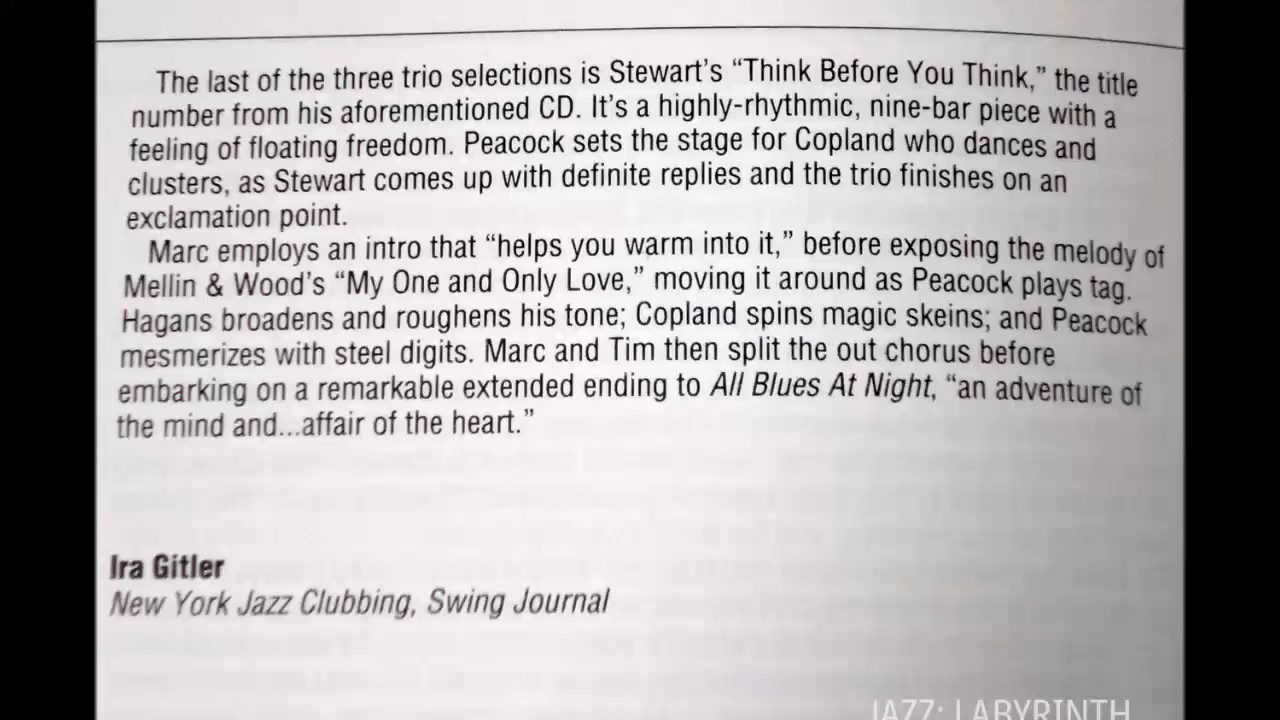 The last of the three trio selections is Stewart's “Think Before You Think,” the title
number from his aforementioned CD. It's a highly-rhythmic, nine-bar piece with a
feeling of floating freedom. Peacock sets the stage for Copland who dances and
clusters, as Stewart comes up with definite replies and the trio finishes on an
exclamation point.
Marc employs an intro that “helps you warm into it,” before exposing the melody of
Mellin & Wood's “My One and Only Love,” moving it around as Peacock plays tag.
Hagans broadens and roughens his tone; Copland spins magic skeins; and Peacock
mesmerizes with steel digits. Marc and Tim then split the out chorus before
embarking on a remarkable extended ending to All Blues At Night, “an adventure of
the mind and...affair of the heart.”
Ira Gitler
New York Jazz Clubbing, Swing Journal
JAZZ: LABYRINTH